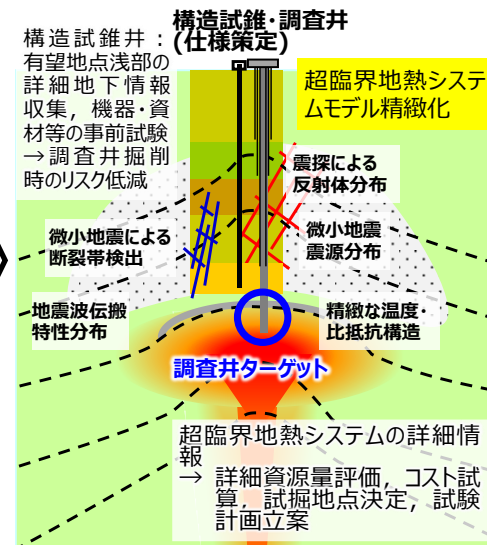 構造試錐・調査井
(仕様策定)
構造試錐井：
有望地点浅部の
詳細地下情報
収集，機器・資
材等の事前試験
→調査井掘削
時のリスク低減
超臨界地熱システ
ムモデル精緻化
震探による
反射体分布
微小地震による
断裂帯検出
微小地震
震源分布
地震波伝搬
特性分布
精緻な温度・
比抵抗構造
調査井ターゲット
超臨界地熱システムの詳細情
報
→ 詳細資源量評価，コスト試
算，試掘地点決定，試験
計画立案